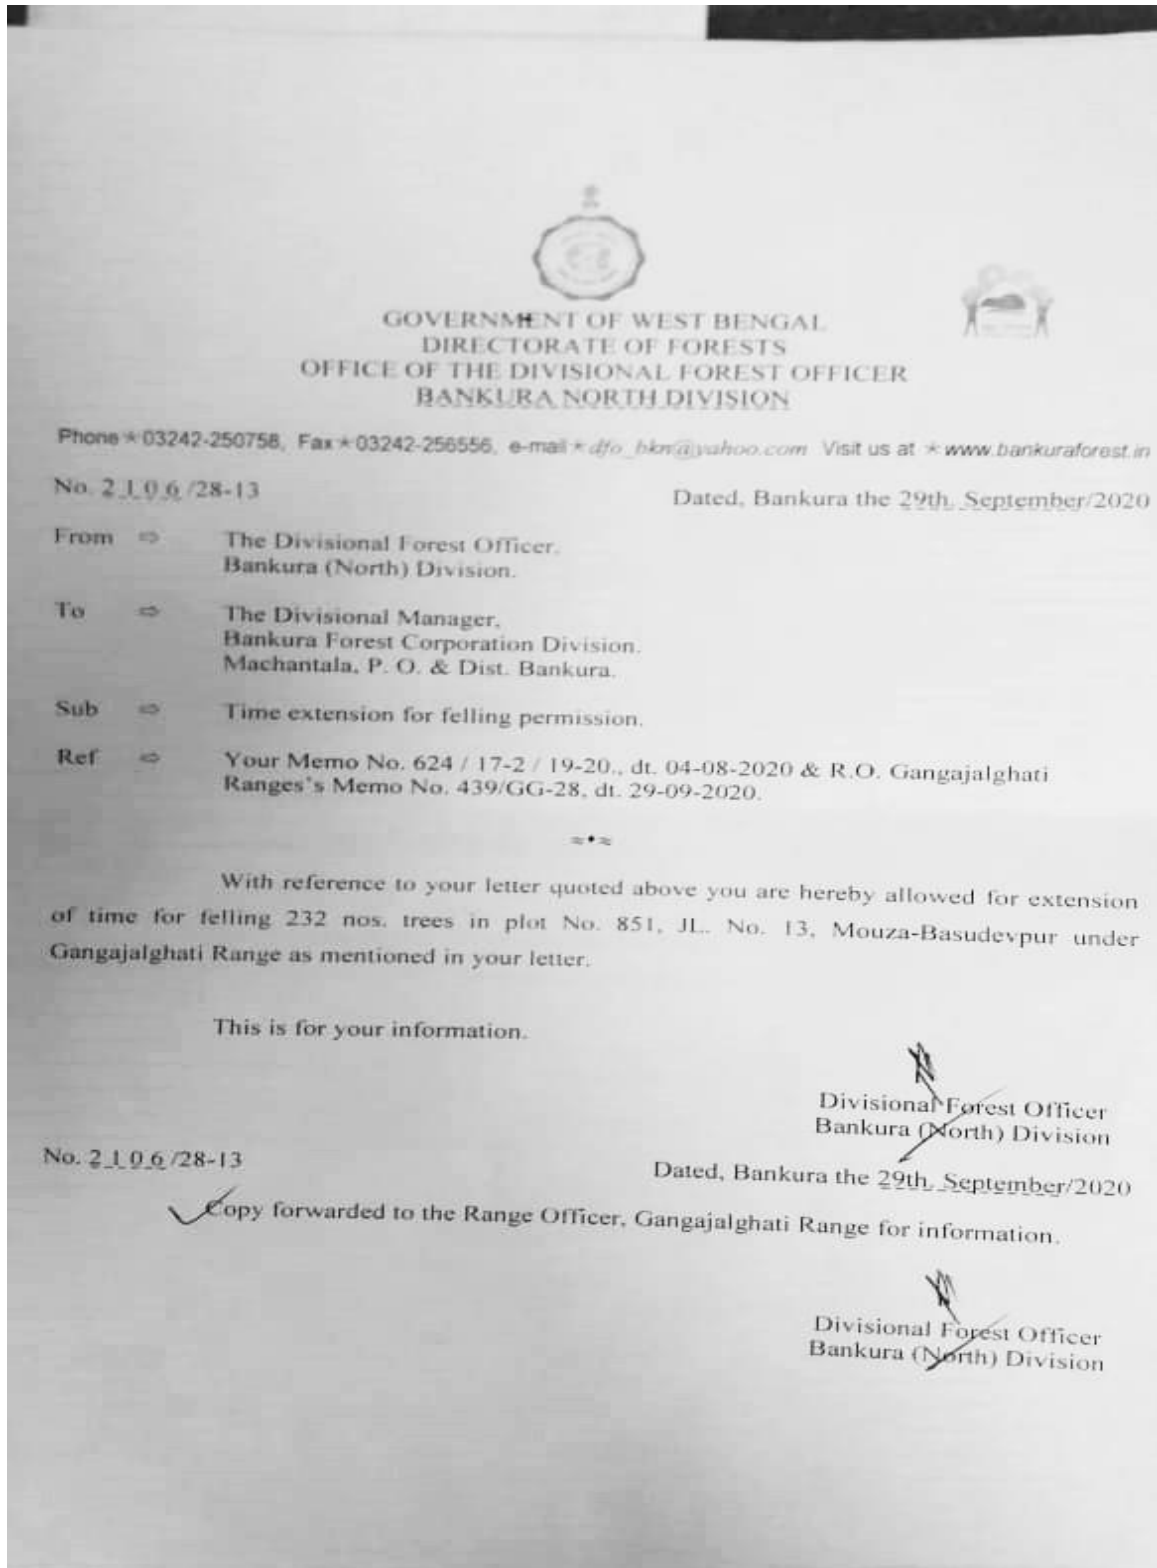 GOVERNMENT OF WEST BENGAL
DIRECTORATE OF FORESTS
OFFICE OF THE DIVISIONAL FOREST OFFICER
BANKURA NORTH DIVISION
Phone * 03242-250758, Fax * 03242-256556, e-mail * dfo_bkn@yahoo.com Visit us at * www.bankuraforest.in
No. 2106/28-13 Dated, Bankura the 29th. September/2020
From ⇨ The Divisional Forest Officer,
Bankura (North) Division.
To ⇨ The Divisional Manager,
Bankura Forest Corporation Division.
Machantala, P. O. & Dist. Bankura.
Sub ⇨ Time extension for felling permission.
Ref ⇨ Your Memo No. 624 / 17-2 / 19-20., dt. 04-08-2020 & R.O. Gangajalghati
Ranges's Memo No. 439/GG-28, dt. 29-09-2020.
≈•≈
With reference to your letter quoted above you are hereby allowed for extension
of time for felling 232 nos. trees in plot No. 851, JL. No. 13, Mouza-Basudevpur under
Gangajalghati Range as mentioned in your letter.
This is for your information.
Divisional Forest Officer
Bankura (North) Division
No. 2106/28-13 Dated, Bankura the 29th. September/2020
Copy forwarded to the Range Officer, Gangajalghati Range for information.
Divisional Forest Officer
Bankura (North) Division